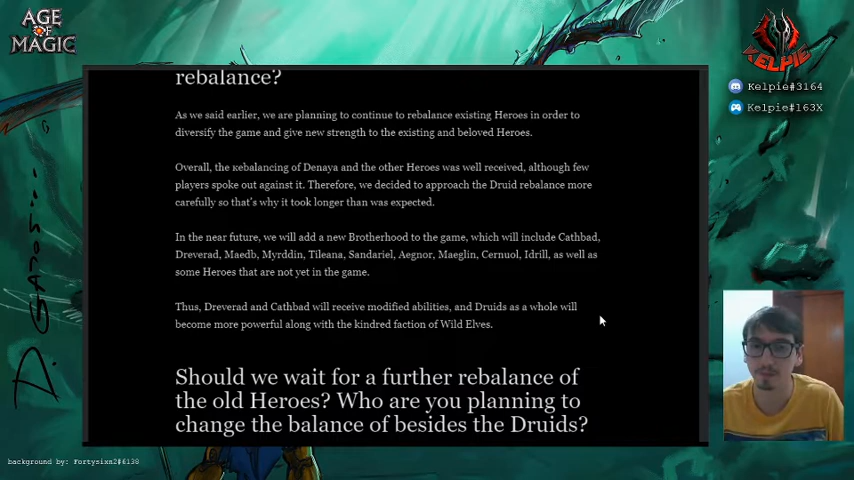 AGE
OF
MAGIC
KELPIE
Kelpie#3164
Kelpie#163X
rebalance?
As we said earlier, we are planning to continue to rebalance existing Heroes in order to
diversify the game and give new strength to the existing and beloved Heroes.
Overall, the кebalancing of Denaya and the other Heroes was well received, although few
players spoke out against it. Therefore, we decided to approach the Druid rebalance more
carefully so that's why it took longer than was expected.
In the near future, we will add a new Brotherhood to the game, which will include Cathbad,
Dreverad, Maedb, Myrddin, Tileana, Sandariel, Aegnor, Maeglin, Cernuol, Idrill, as well as
some Heroes that are not yet in the game.
Thus, Dreverad and Cathbad will receive modified abilities, and Druids as a whole will
become more powerful along with the kindred faction of Wild Elves.
Should we wait for a further rebalance of
the old Heroes? Who are you planning to
change the balance of besides the Druids?
background by: Fortysixn2#6138